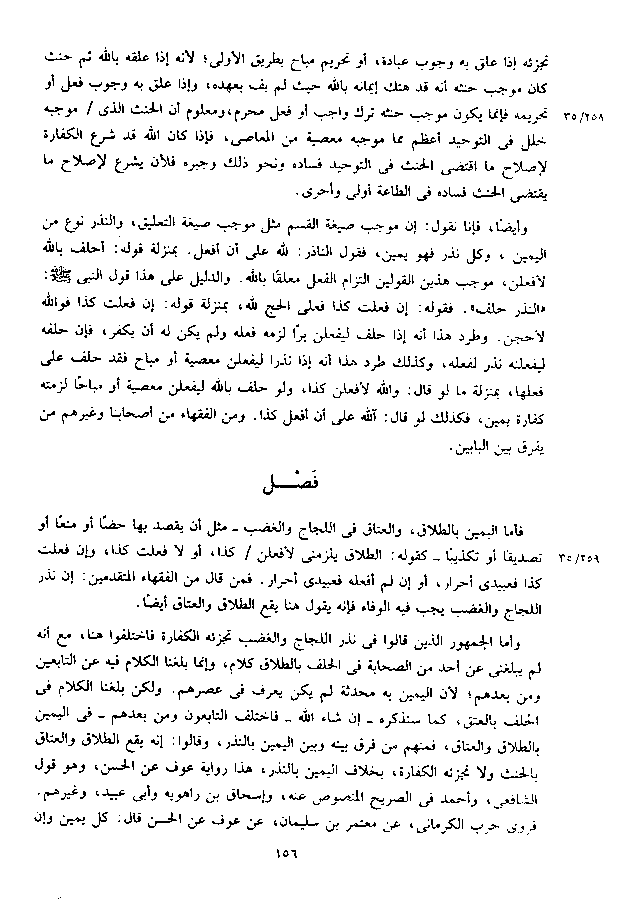 تجزئه إذا علق به وجوب عبادة، أو تحريم مباح بطريق الأولى؛ لأنه إذا علقه بالله ثم حنث
كان موجب حنثه أنه قد هتك إيمانه بالله حيث لم يف بعهده، وإذا علق به وجوب فعل أو
تحريمه فإنما يكون موجب حنثه ترك واجب أو فعل محرم، ومعلوم أن الحنث الذى / موجبه
٣٥/٢٥٨
خلل فى التوحيد أعظم مما موجبه معصية من المعاصى، فإذا كان الله قد شرع الكفارة
لإصلاح ما اقتضى الحنث فى التوحيد فساده ونحو ذلك وجبره فلأن يشرع لإصلاح ما
يقتضى الحنث فساده فى الطاعة أولى وأحرى.
وأيضًا، فإنا نقول: إن موجب صيغة القسم مثل موجب صيغة التعليق، والنذر نوع من
اليمين، وكل نذر فهو يمين، فقول الناذر: لله على أن أفعل. بمنزلة قوله: أحلف بالله
لأفعلن، موجب هذين القولين التزام الفعل معلقًا بالله. والدليل على هذا قول النبى ﷺ:
«النذر حلف». فقوله: إن فعلت كذا فعلى الحج لله، بمنزلة قوله: إن فعلت كذا فوالله
لأحجن. وطرد هذا أنه إذا حلف ليفعلن برًا لزمه فعله ولم يكن له أن يكفر، فإن حلفه
ليفعلنه نذر لفعله، وكذلك طرد هذا أنه إذا نذرا ليفعلن معصية أو مباح فقد حلف على
فعلها، بمنزلة ما لو قال: والله لأفعلن كذا، ولو حلف بالله ليفعلن معصية أو مباحًا لزمته
كفارة يمين، فكذلك لو قال: آلله على أن أفعل كذا. ومن الفقهاء من أصحابنا وغيرهم من
يفرق بين البابين.
فَصْـــل
فأما اليمين بالطلاق، والعتاق فى اللجاج والغضب ـ مثل أن يقصد بها حضًا أو منعًا أو
تصديقًا أو تكذيبًا ـ كقوله: الطلاق يلزمنى لأفعلن / كذا، أو لا فعلت كذا، وإن فعلت
٣٥/٢٥٩
كذا فعبيدى أحرار، أو إن لم أفعله فعبيدى أحرار. فمن قال من الفقهاء المتقدمين: إن نذر
اللجاج والغضب يجب فيه الوفاء فإنه يقول هنا يقع الطلاق والعتاق أيضًا.
وأما الجمهور الذين قالوا فى نذر اللجاج والغضب تجزئه الكفارة فاختلفوا هنا، مع أنه
لم يبلغنى عن أحد من الصحابة فى الحلف بالطلاق كلام، وإنما بلغنا الكلام فيه عن التابعين
ومن بعدهم؛ لأن اليمين به محدثة لم يكن يعرف فى عصرهم. ولكن بلغنا الكلام فى
الحلف بالعتق، كما سنذكره ـ إن شاء الله ـ فاختلف التابعون ومن بعدهم ـ فى اليمين
بالطلاق والعتاق، فمنهم من فرق بينه وبين اليمين بالنذر، وقالوا: إنه يقع الطلاق والعتاق
بالحنث ولا تجزئه الكفارة، بخلاف اليمين بالنذر، هذا رواية عوف عن الحسن، وهو قول
الشافعى، وأحمد فى الصريح المنصوص عنه، وإسحاق بن راهويه وأبى عبيد، وغيرهم.
فروى حرب الكرمانى، عن معتمر بن سليمان، عن عوف عن الحسن قال: كل يمين وإن
١٥٦